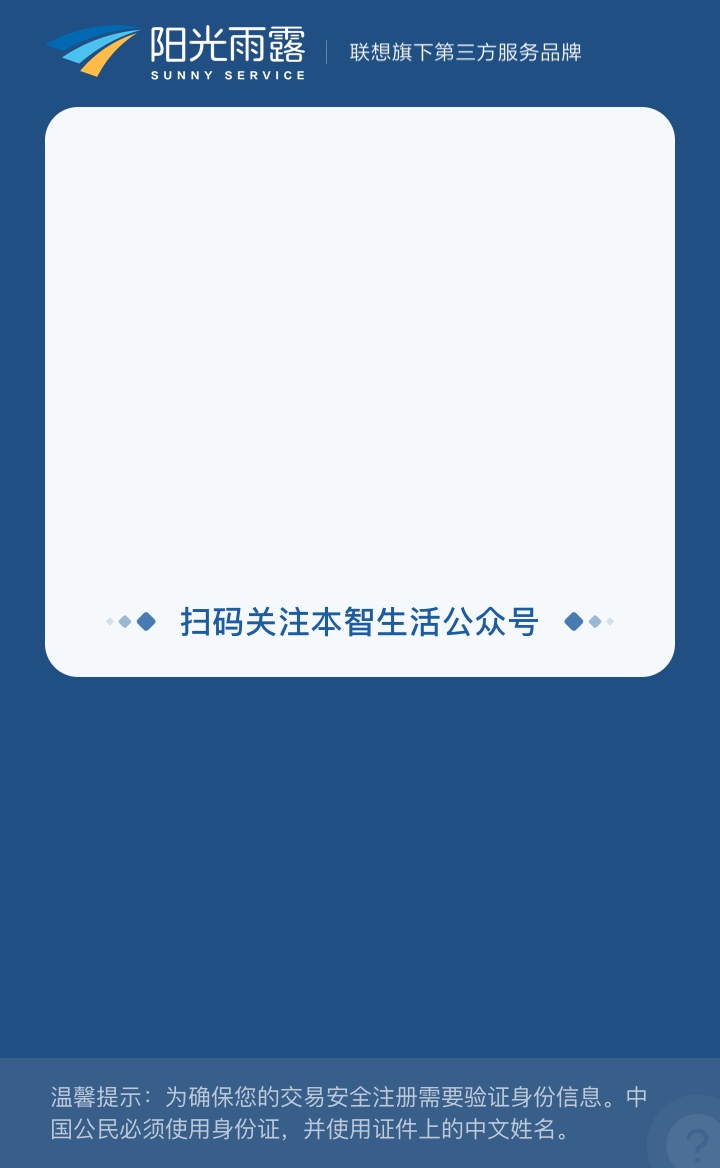 阳光雨露
SUNNY SERVICE
联想旗下第三方服务品牌
扫码关注本智生活公众号
温馨提示：为确保您的交易安全注册需要验证身份信息。中
国公民必须使用身份证，并使用证件上的中文姓名。
?